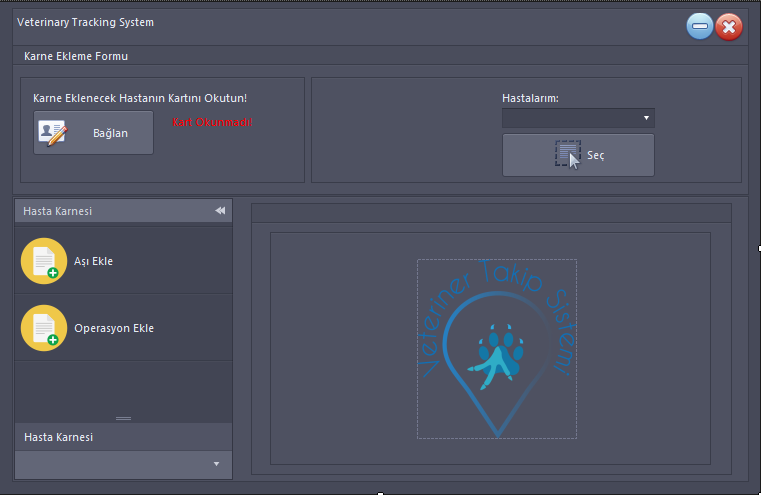 Veterinary Tracking System
Karne Ekleme Formu
Karne Eklenecek Hastanın Kartını Okutun!
Bağlan
Kart Okunmadı!
Hastalarım:
Seç
Hasta Karnesi
Aşı Ekle
Operasyon Ekle
Hasta Karnesi
Veteriner Takip Sistemi